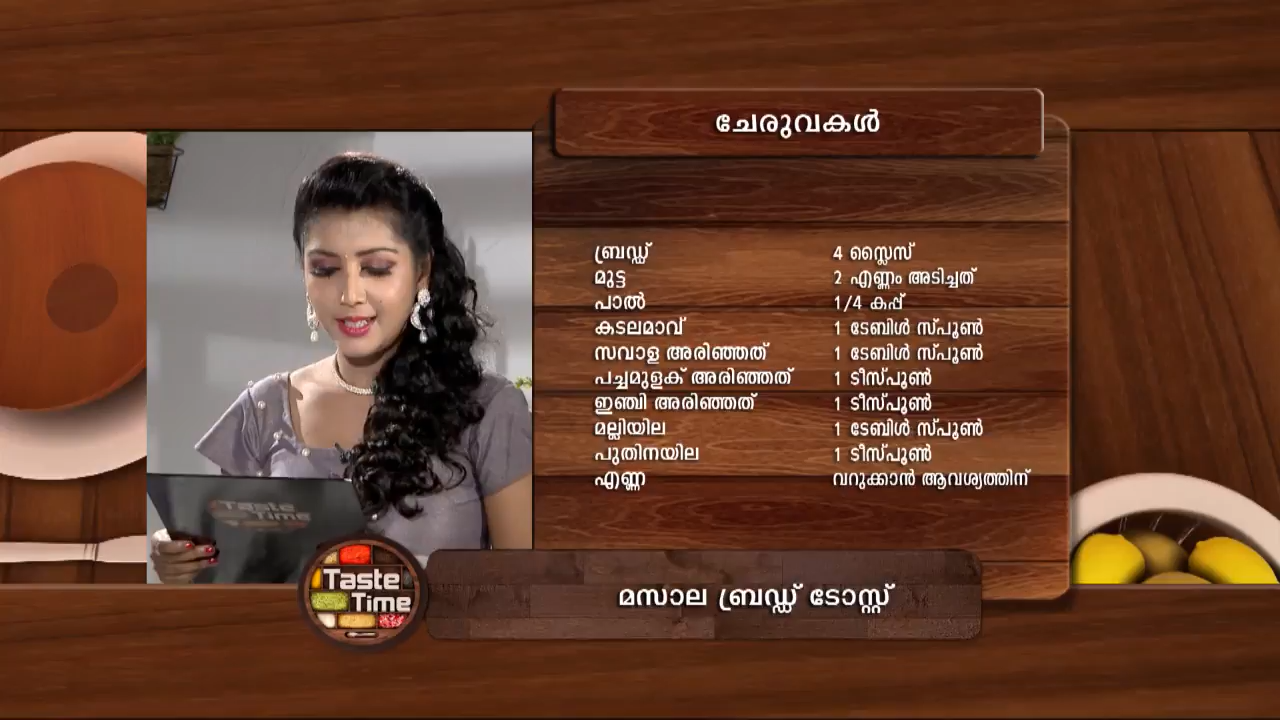 ചേരുവകൾ
ബ്രഡ്ഡ് 4 സ്ലൈസ്
മുട്ട 2 എണ്ണം അടിച്ചത്
പാൽ 1/4 കപ്പ്
കടലമാവ് 1 ടേബിൾ സ്പൂൺ
സവാള അരിഞ്ഞത് 1 ടേബിൾ സ്പൂൺ
പച്ചമുളക് അരിഞ്ഞത് 1 ടീസ്പൂൺ
ഇഞ്ചി അരിഞ്ഞത് 1 ടീസ്പൂൺ
മല്ലിയില 1 ടേബിൾ സ്പൂൺ
പുതിനയില 1 ടീസ്പൂൺ
എണ്ണ വറുക്കാൻ ആവശ്യത്തിന്
Taste
Time
Taste
Time
മസാല ബ്രഡ്ഡ് ടോസ്റ്റ്